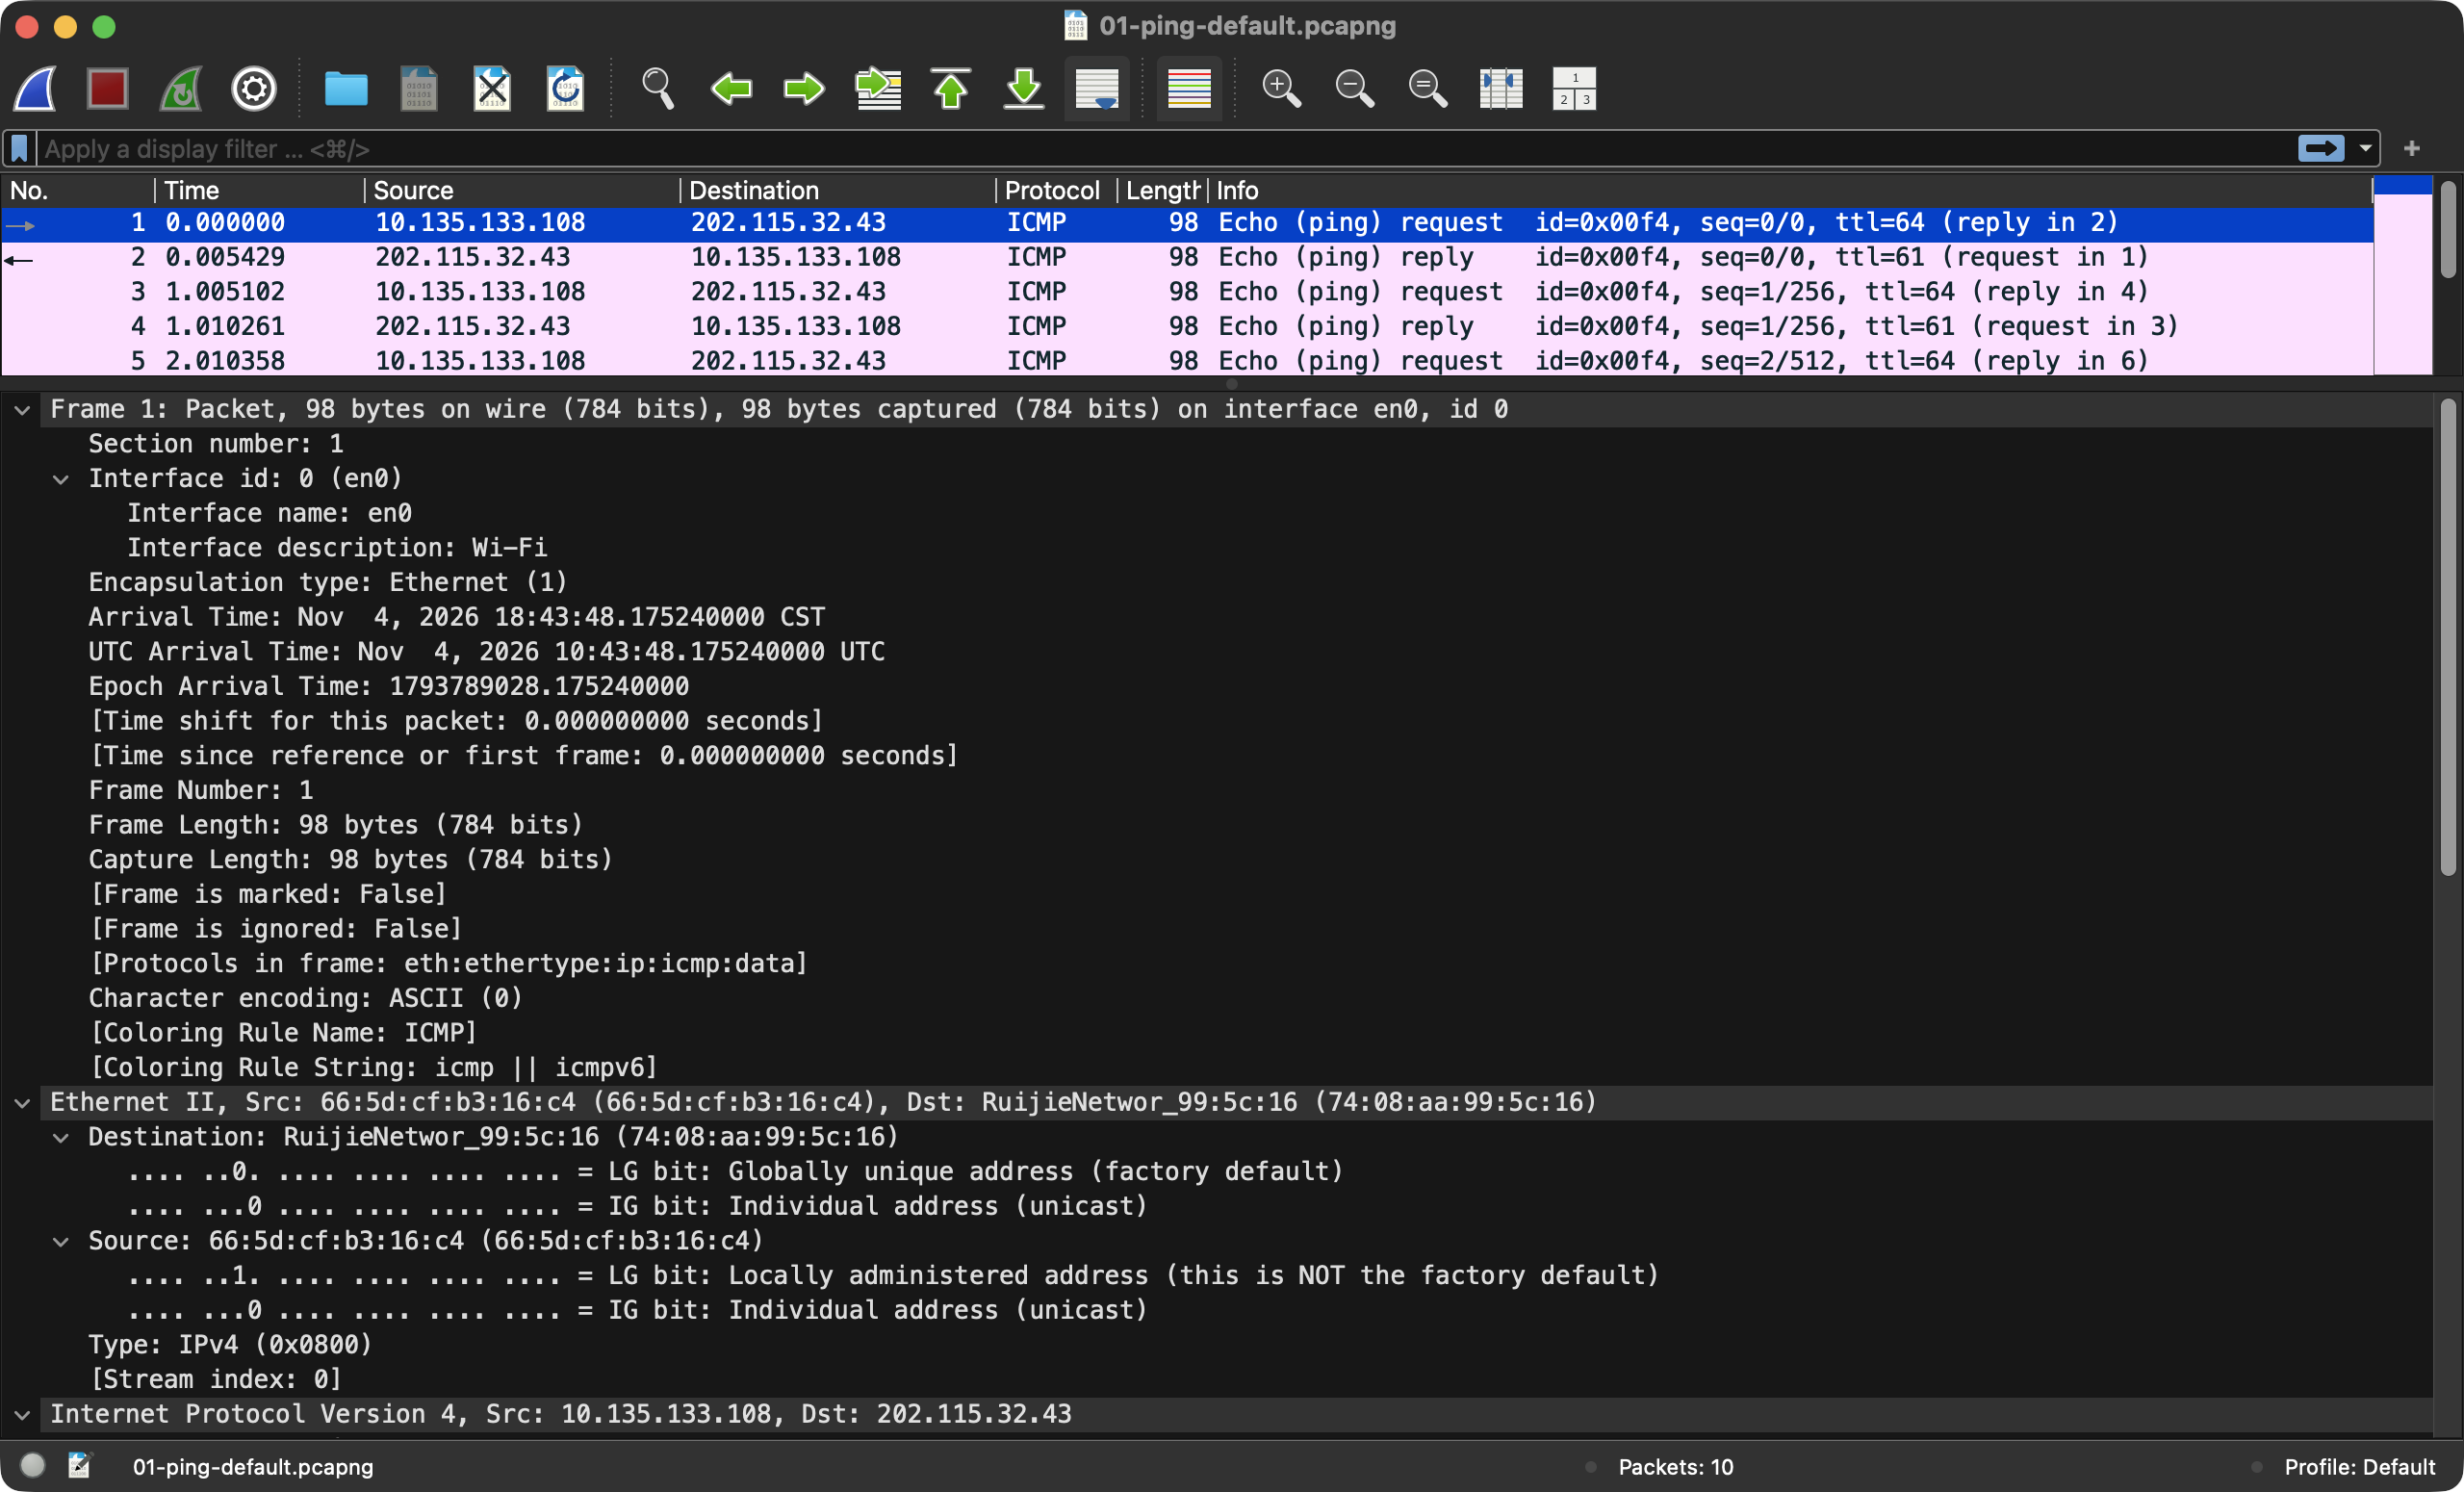 01-ping-default.pcapng
Apply a display filter ... <⌘/>
No. Time Source Destination Protocol Length Info
1 0.000000 10.135.133.108 202.115.32.43 ICMP 98 Echo (ping) request id=0x00f4, seq=0/0, ttl=64 (reply in 2)
2 0.005429 202.115.32.43 10.135.133.108 ICMP 98 Echo (ping) reply id=0x00f4, seq=0/0, ttl=61 (request in 1)
3 1.005102 10.135.133.108 202.115.32.43 ICMP 98 Echo (ping) request id=0x00f4, seq=1/256, ttl=64 (reply in 4)
4 1.010261 202.115.32.43 10.135.133.108 ICMP 98 Echo (ping) reply id=0x00f4, seq=1/256, ttl=61 (request in 3)
5 2.010358 10.135.133.108 202.115.32.43 ICMP 98 Echo (ping) request id=0x00f4, seq=2/512, ttl=64 (reply in 6)
Frame 1: Packet, 98 bytes on wire (784 bits), 98 bytes captured (784 bits) on interface en0, id 0
Section number: 1
Interface id: 0 (en0)
Interface name: en0
Interface description: Wi-Fi
Encapsulation type: Ethernet (1)
Arrival Time: Nov  4, 2026 18:43:48.175240000 CST
UTC Arrival Time: Nov  4, 2026 10:43:48.175240000 UTC
Epoch Arrival Time: 1793789028.175240000
[Time shift for this packet: 0.000000000 seconds]
[Time since reference or first frame: 0.000000000 seconds]
Frame Number: 1
Frame Length: 98 bytes (784 bits)
Capture Length: 98 bytes (784 bits)
[Frame is marked: False]
[Frame is ignored: False]
[Protocols in frame: eth:ethertype:ip:icmp:data]
Character encoding: ASCII (0)
[Coloring Rule Name: ICMP]
[Coloring Rule String: icmp || icmpv6]
Ethernet II, Src: 66:5d:cf:b3:16:c4 (66:5d:cf:b3:16:c4), Dst: RuijieNetwor_99:5c:16 (74:08:aa:99:5c:16)
Destination: RuijieNetwor_99:5c:16 (74:08:aa:99:5c:16)
.... ..0. .... .... .... .... = LG bit: Globally unique address (factory default)
.... ...0 .... .... .... .... = IG bit: Individual address (unicast)
Source: 66:5d:cf:b3:16:c4 (66:5d:cf:b3:16:c4)
.... ..1. .... .... .... .... = LG bit: Locally administered address (this is NOT the factory default)
.... ...0 .... .... .... .... = IG bit: Individual address (unicast)
Type: IPv4 (0x0800)
[Stream index: 0]
Internet Protocol Version 4, Src: 10.135.133.108, Dst: 202.115.32.43
01-ping-default.pcapng Packets: 10 Profile: Default